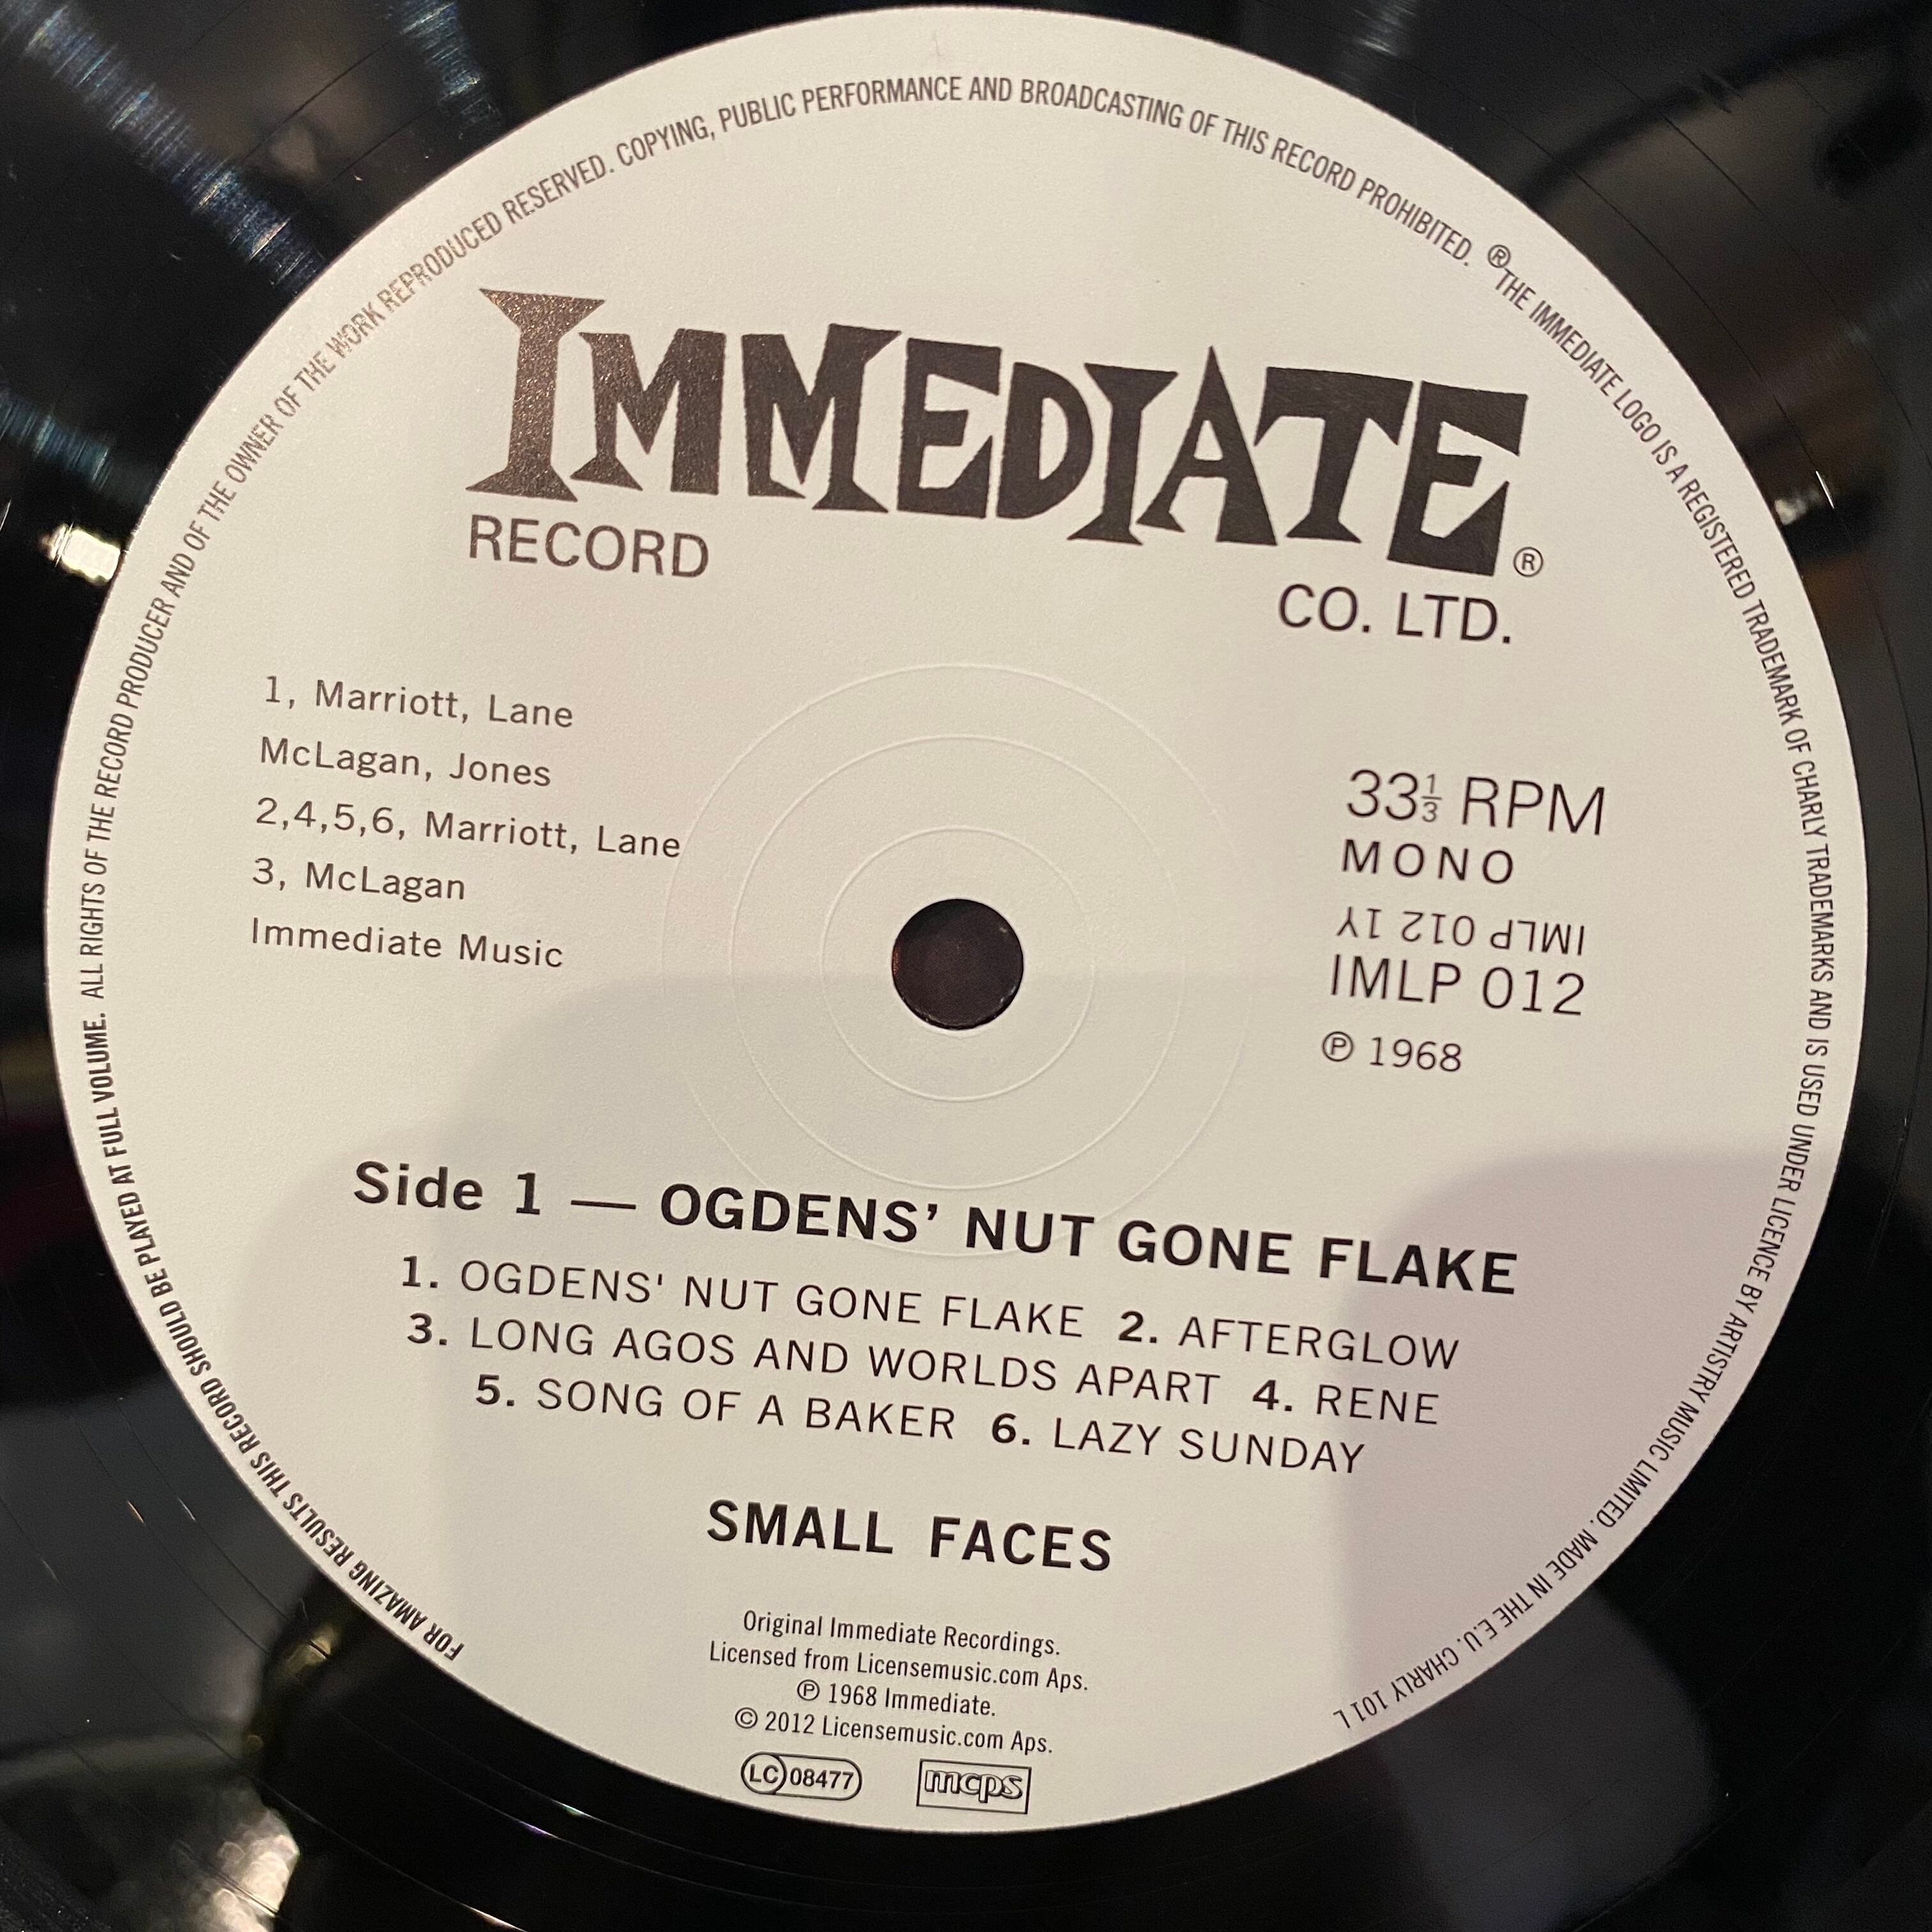 FOR AMAZING RESULTS THIS RECORD SHOULD BE PLAYED AT FULL VOLUME. ALL RIGHTS OF THE RECORD PRODUCER AND OF THE OWNER OF THE WORK REPRODUCED RESERVED. COPYING, PUBLIC PERFORMANCE AND BROADCASTING OF THIS RECORD PROHIBITED. ® THE IMMEDIATE LOGO IS A REGISTERED TRADEMARK OF CHARLY TRADEMARKS AND IS USED UNDER LICENCE BY ARTISTRY MUSIC LIMITED. MADE IN THE E.U. CHARLY 101 L
IMMEDIATE®
RECORD
CO. LTD.
1, Marriott, Lane
McLagan, Jones
2,4,5,6, Marriott, Lane
3, McLagan
Immediate Music
33⅓ RPM
MONO
IMLP 012 1Y
IMLP 012
℗ 1968
Side 1 — OGDENS’ NUT GONE FLAKE
1. OGDENS' NUT GONE FLAKE 2. AFTERGLOW
3. LONG AGOS AND WORLDS APART 4. RENE
5. SONG OF A BAKER 6. LAZY SUNDAY
SMALL FACES
Original Immediate Recordings.
Licensed from Licensemusic.com Aps.
℗ 1968 Immediate.
© 2012 Licensemusic.com Aps.
LC 08477
mcps